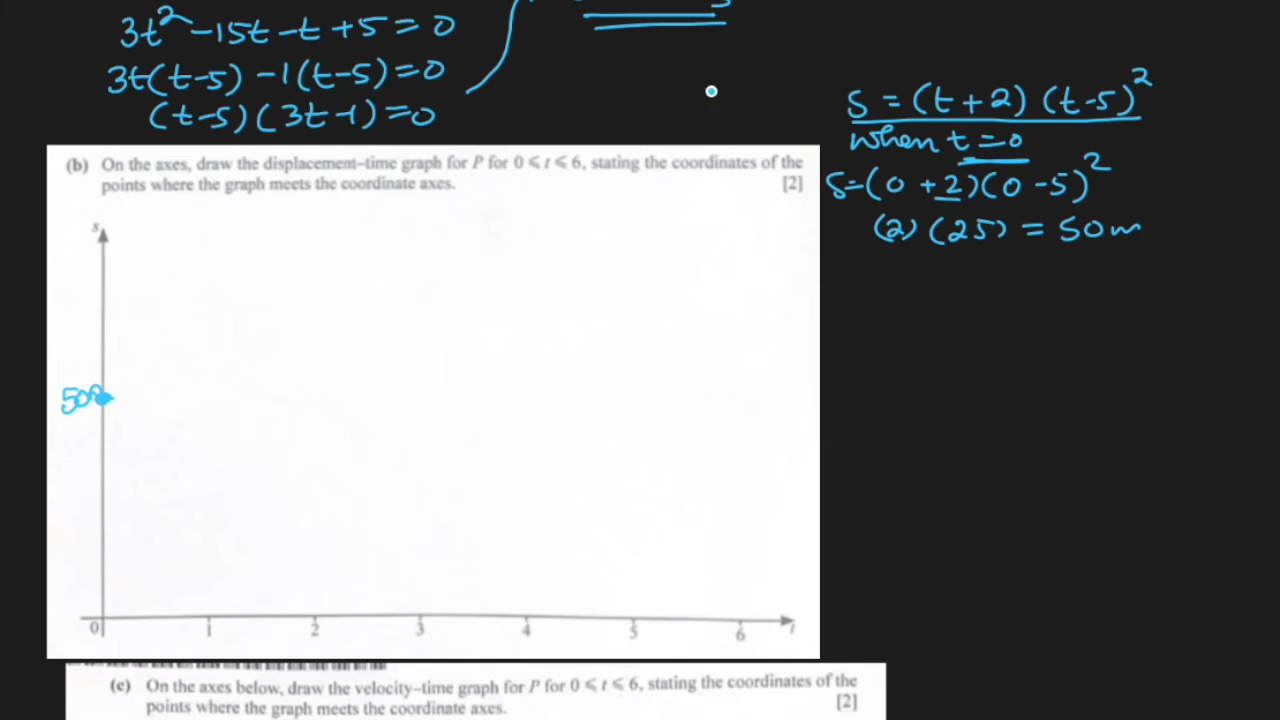 3t² -15t -t +5 = 0
3t(t-5) -1(t-5) = 0
(t-5)(3t-1) = 0
s = (t+2)(t-5)²
when t = 0
s = (0+2)(0-5)²
(2)(25) = 50m
(b) On the axes, draw the displacement–time graph for P for 0 ⩽ t ⩽ 6, stating the coordinates of the
points where the graph meets the coordinate axes. [2]
s
50
0 1 2 3 4 5 6 t
(c) On the axes below, draw the velocity–time graph for P for 0 ⩽ t ⩽ 6, stating the coordinates of the
points where the graph meets the coordinate axes. [2]